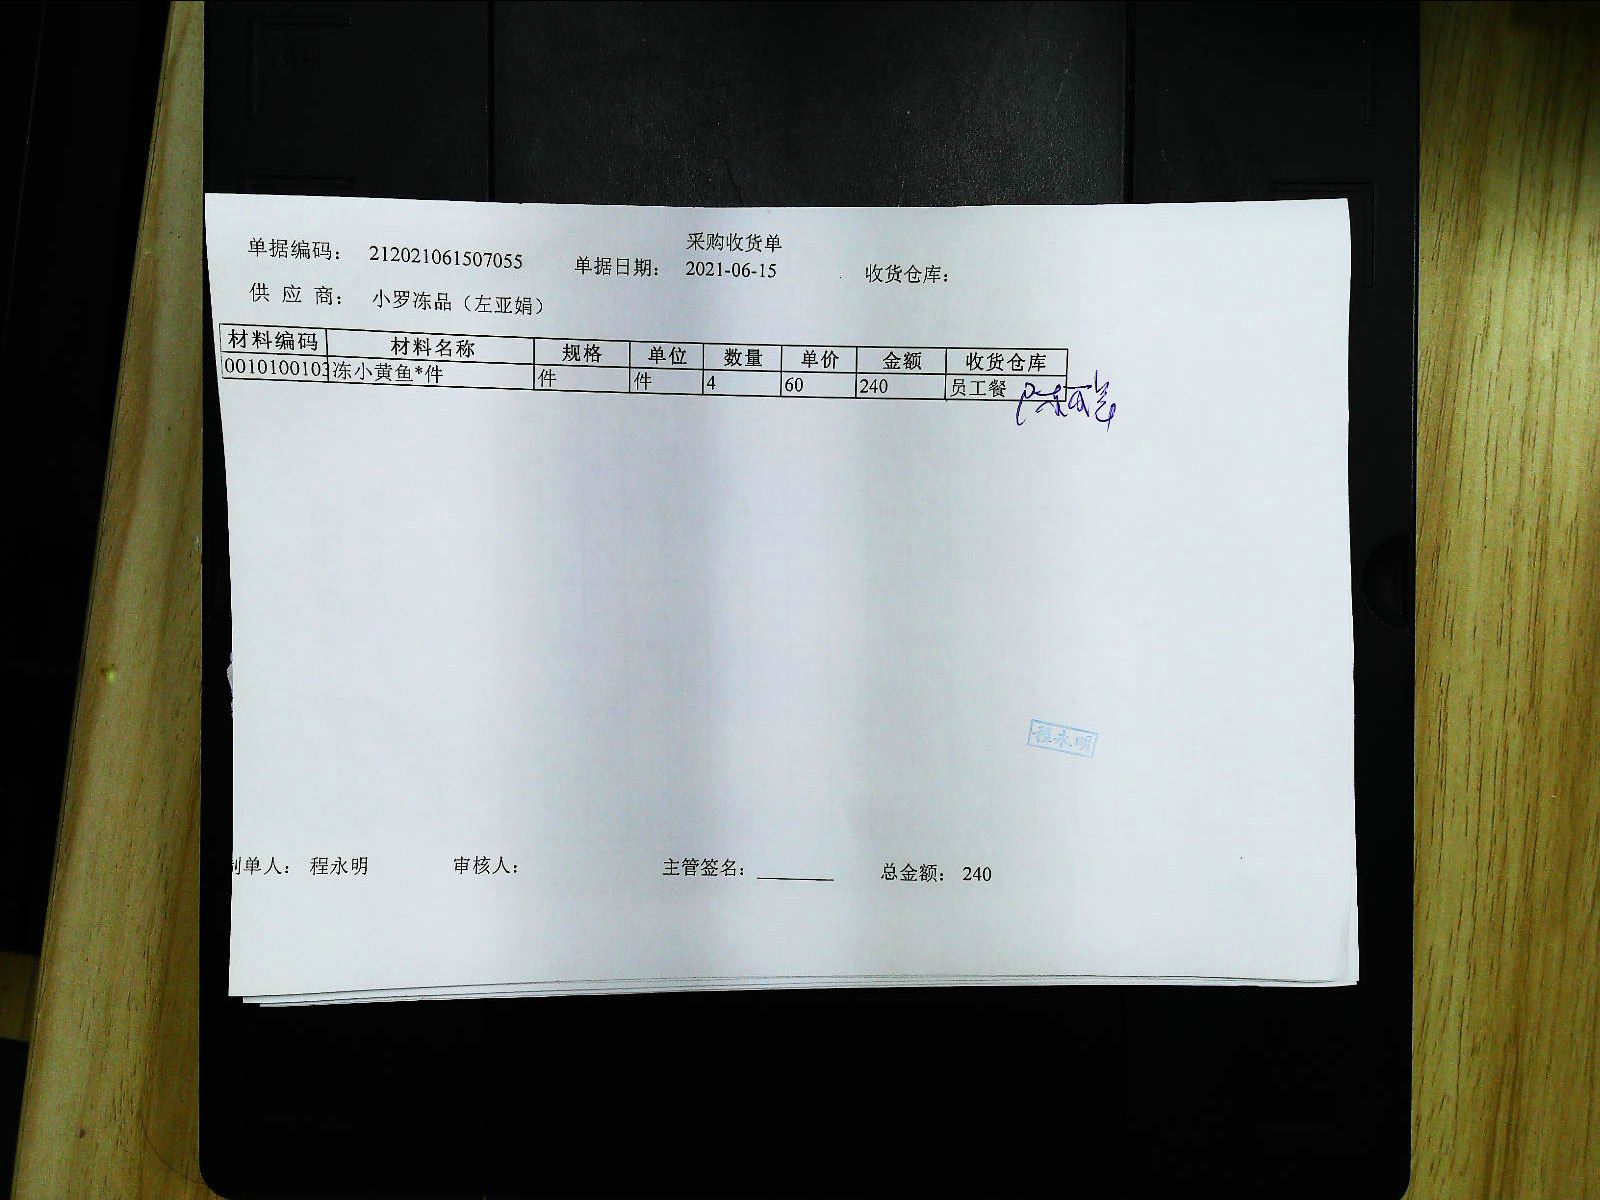 采购收货单
单据编码: 212021061507055 单据日期: 2021-06-15 收货仓库:
供应商: 小罗冻品（左亚娟）
材料编码 材料名称 规格 单位 数量 单价 金额 收货仓库
0010100103 冻小黄鱼*件 件 件 4 60 240 员工餐
程永明
制单人: 程永明 审核人: 主管签名: 总金额: 240